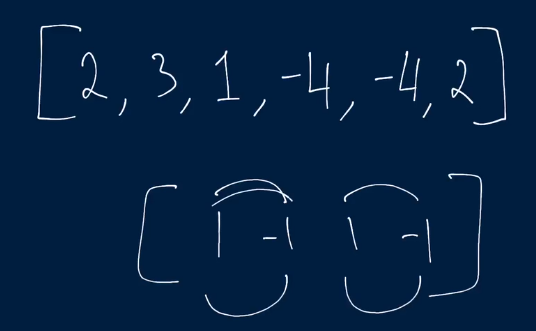 [2, 3, 1, -4, -4, 2]
[1 -1 1 -1]